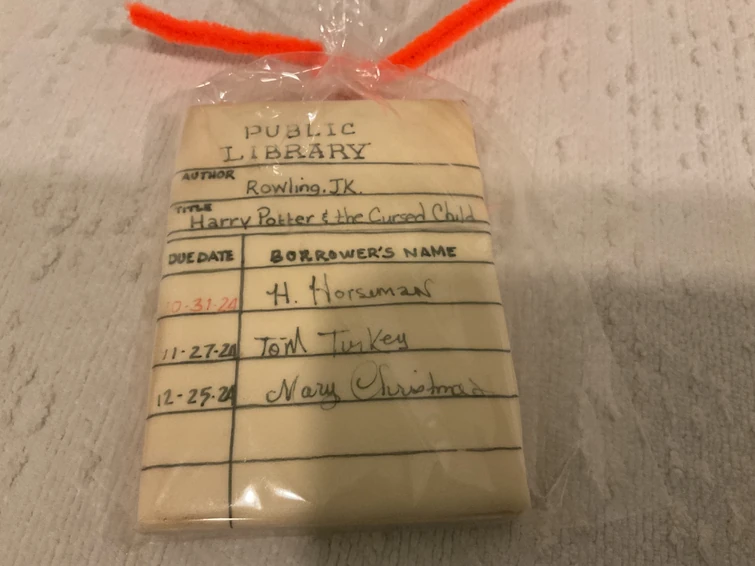 PUBLIC
LIBRARY
AUTHOR Rowling. JK.
TITLE Harry Potter & the Cursed Child
DUE DATE BORROWER'S NAME
10-31-20 H. Horseman
11-27-20 Tom Turkey
12-25-20 Mary Christmas